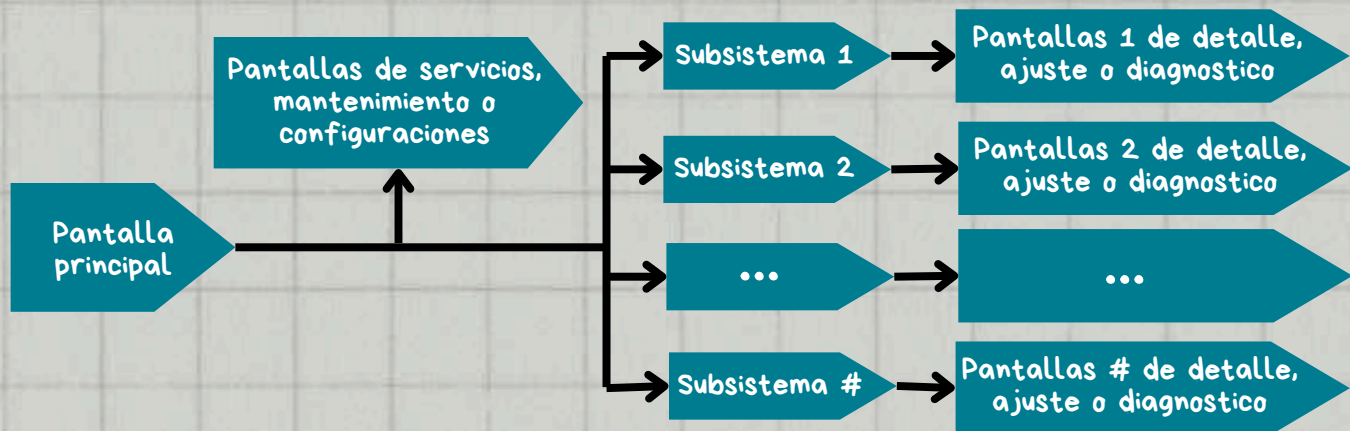 Pantalla
principal
Pantallas de servicios,
mantenimiento o
configuraciones
Subsistema 1
Pantallas 1 de detalle,
ajuste o diagnostico
Subsistema 2
Pantallas 2 de detalle,
ajuste o diagnostico
...
...
Subsistema #
Pantallas # de detalle,
ajuste o diagnostico